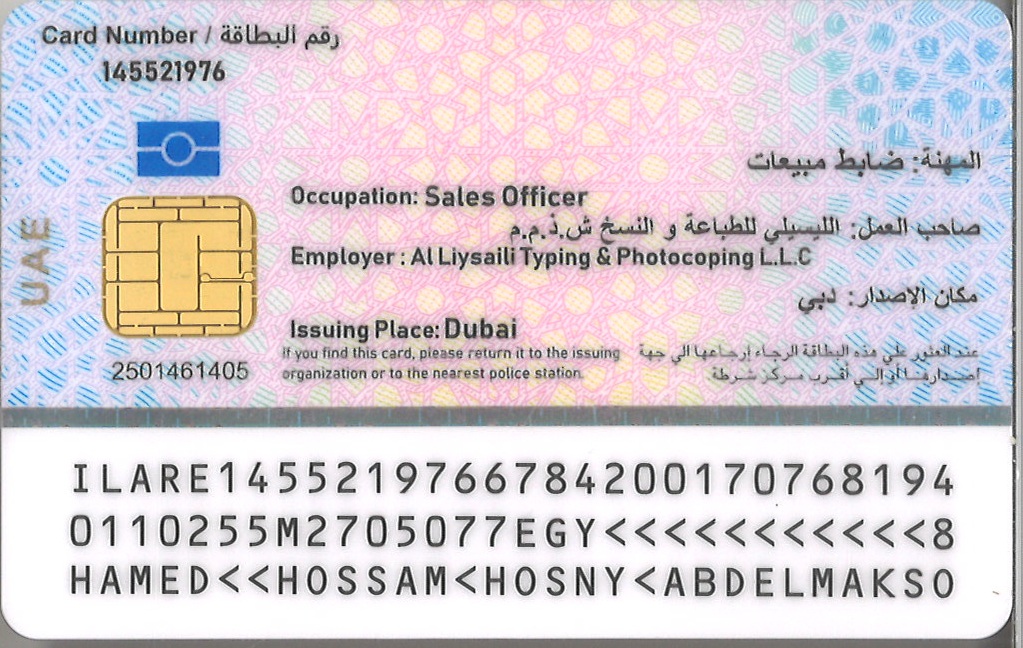 Card Number / رقم البطاقة
145521976
المهنة: ضابط مبيعات
Occupation: Sales Officer
صاحب العمل: الليسيلي للطباعة و النسخ ش.ذ.م.م
Employer : Al Liysaili Typing & Photocoping L.L.C
مكان الإصدار: دبي
Issuing Place: Dubai
عند العثور علي هذه البطاقة الرجاء إرجاعها الي جهة
If you find this card, please return it to the issuing
اصدارها أو الي أقرب مركز شرطة.
organization or to the nearest police station.
UAE
2501461405
ILARE1455219766784200170768194
0110255M2705077EGY<<<<<<<<<<<8
HAMED<<HOSSAM<HOSNY<ABDELMAKSO